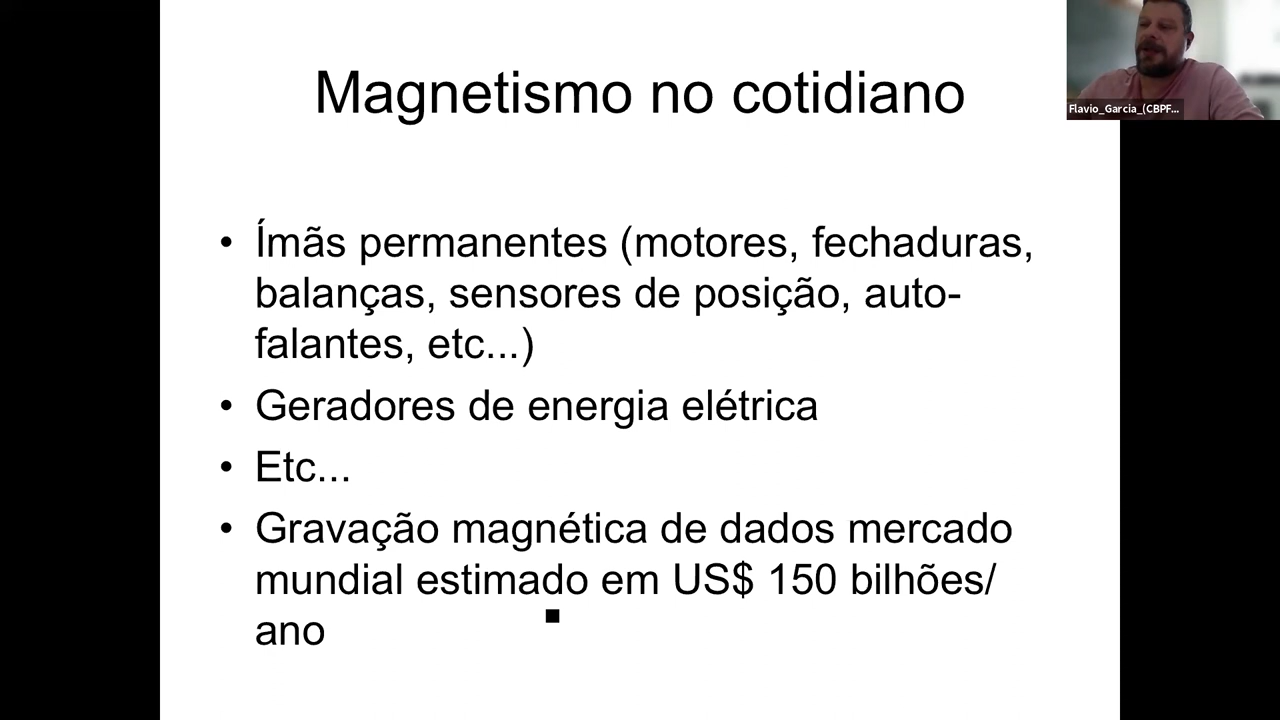 Magnetismo no cotidiano
Flavio_Garcia_(CBPF...
• Ímãs permanentes (motores, fechaduras,
balanças, sensores de posição, auto-
falantes, etc...)
• Geradores de energia elétrica
• Etc...
• Gravação magnética de dados mercado
mundial estimado em US$ 150 bilhões/
ano